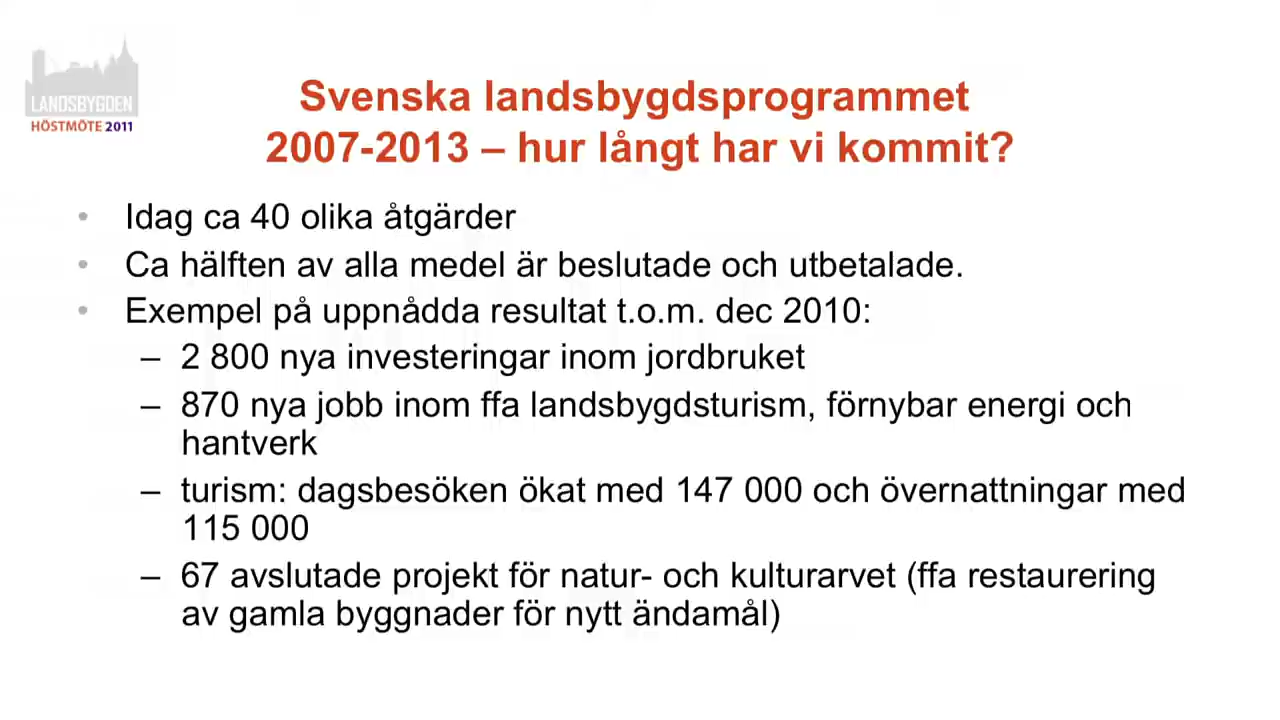 LANDSBYGDEN
HÖSTMÖTE 2011
Svenska landsbygdsprogrammet
2007-2013 – hur långt har vi kommit?
• Idag ca 40 olika åtgärder
• Ca hälften av alla medel är beslutade och utbetalade.
• Exempel på uppnådda resultat t.o.m. dec 2010:
– 2 800 nya investeringar inom jordbruket
– 870 nya jobb inom ffa landsbygdsturism, förnybar energi och
hantverk
– turism: dagsbesöken ökat med 147 000 och övernattningar med
115 000
– 67 avslutade projekt för natur- och kulturarvet (ffa restaurering
av gamla byggnader för nytt ändamål)